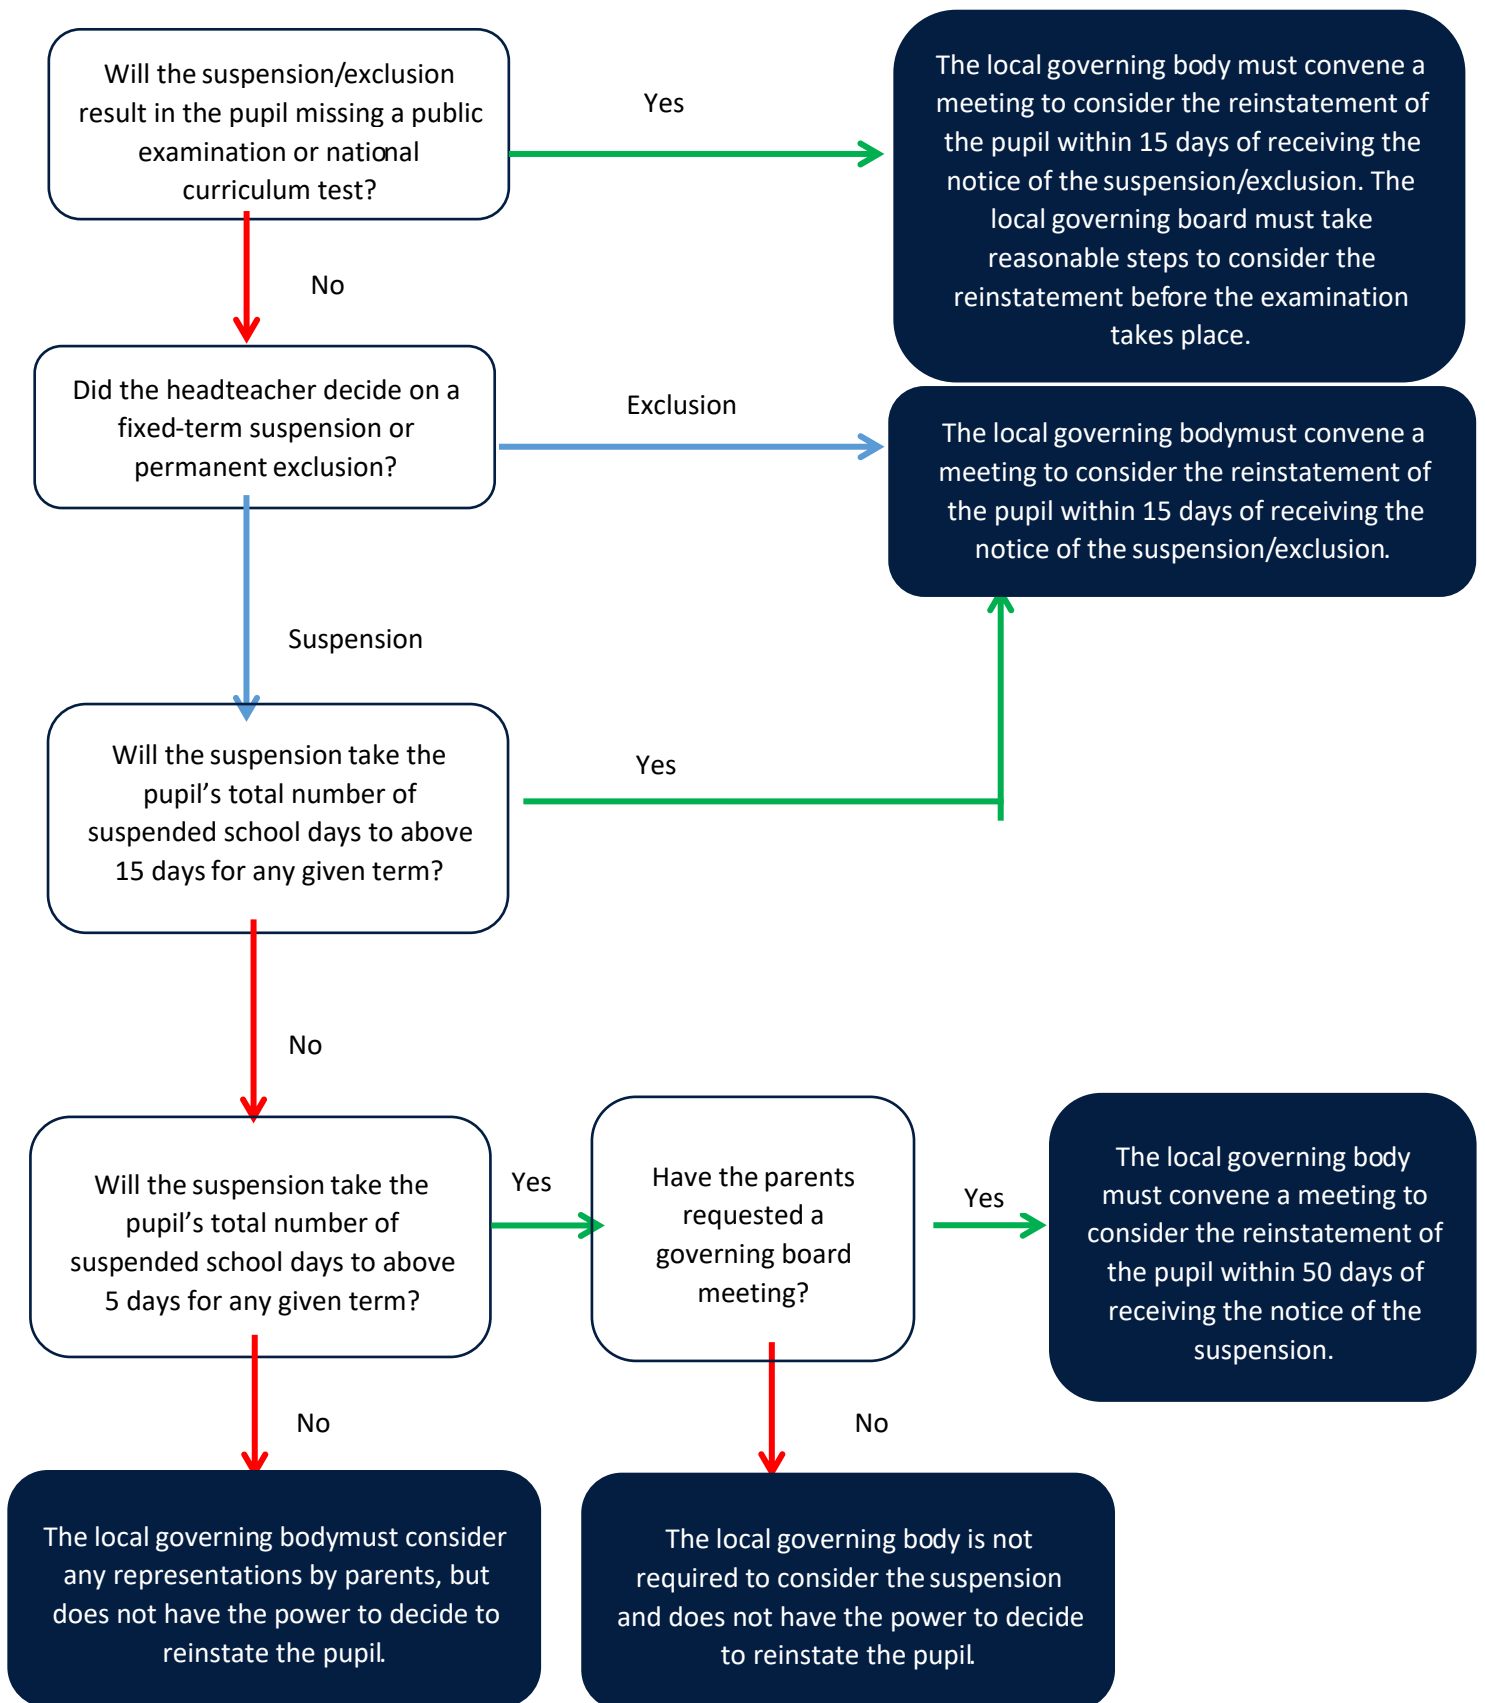 Will the suspension/exclusion
result in the pupil missing a public
examination or national
curriculum test?
Yes
The local governing body must convene a
meeting to consider the reinstatement of
the pupil within 15 days of receiving the
notice of the suspension/exclusion. The
local governing board must take
reasonable steps to consider the
reinstatement before the examination
takes place.
No
Did the headteacher decide on a
fixed-term suspension or
permanent exclusion?
Exclusion
The local governing bodymust convene a
meeting to consider the reinstatement of
the pupil within 15 days of receiving the
notice of the suspension/exclusion.
Suspension
Will the suspension take the
pupil’s total number of
suspended school days to above
15 days for any given term?
Yes
No
Will the suspension take the
pupil’s total number of
suspended school days to above
5 days for any given term?
Yes
Have the parents
requested a
governing board
meeting?
Yes
The local governing body
must convene a meeting to
consider the reinstatement of
the pupil within 50 days of
receiving the notice of the
suspension.
No
No
The local governing bodymust consider
any representations by parents, but
does not have the power to decide to
reinstate the pupil.
The local governing body is not
required to consider the suspension
and does not have the power to decide
to reinstate the pupil.